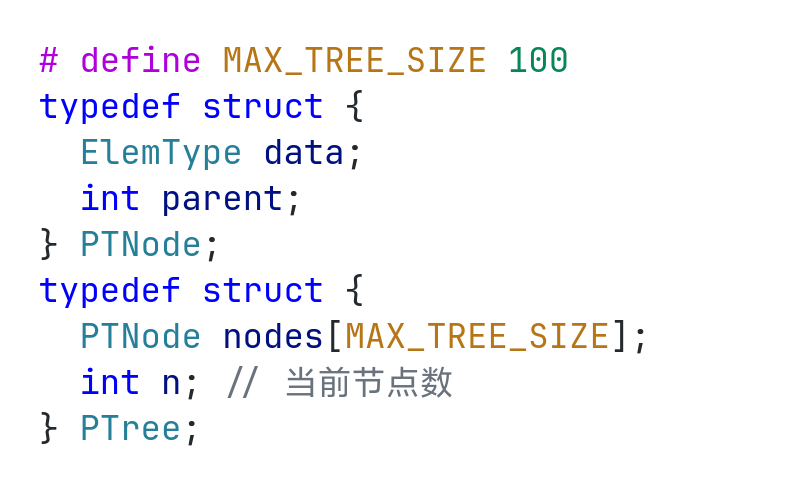 # define MAX_TREE_SIZE 100
typedef struct {
  ElemType data;
  int parent;
} PTNode;
typedef struct {
  PTNode nodes[MAX_TREE_SIZE];
  int n; // 当前节点数
} PTree;